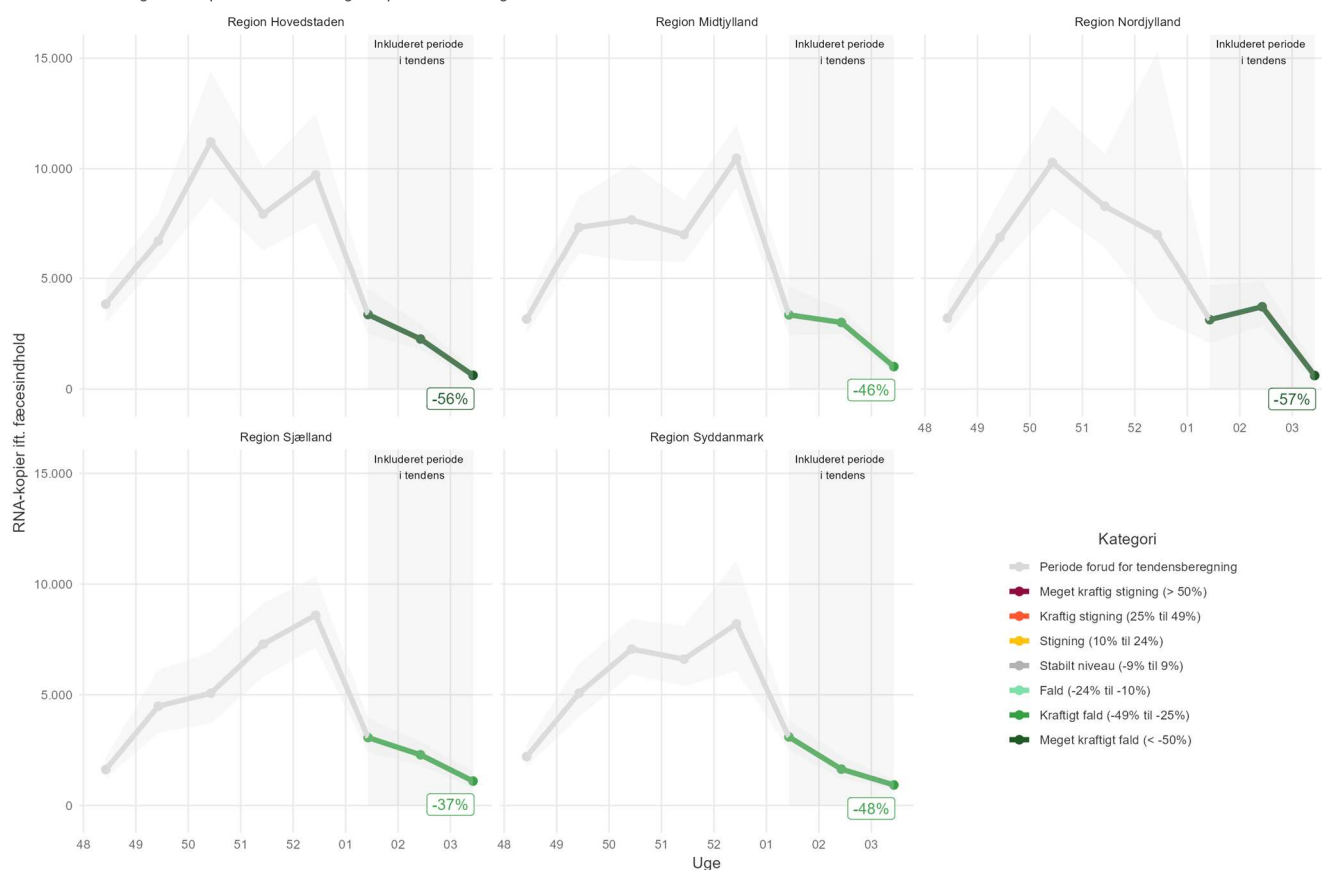 Region Hovedstaden
Region Midtjylland
Region Nordjylland
Inkluderet periode
i tendens
Inkluderet periode
i tendens
Inkluderet periode
i tendens
15.000
10.000
5.000
0
-56%
-46%
-57%
48 49 50 51 52 01 02 03
RNA-kopier ift. fæcesindhold
Region Sjælland
Region Syddanmark
Inkluderet periode
i tendens
Inkluderet periode
i tendens
15.000
10.000
5.000
0
-37%
-48%
48 49 50 51 52 01 02 03
48 49 50 51 52 01 02 03
Uge
Kategori
Periode forud for tendensberegning
Meget kraftig stigning (> 50%)
Kraftig stigning (25% til 49%)
Stigning (10% til 24%)
Stabilt niveau (-9% til 9%)
Fald (-24% til -10%)
Kraftigt fald (-49% til -25%)
Meget kraftigt fald (< -50%)